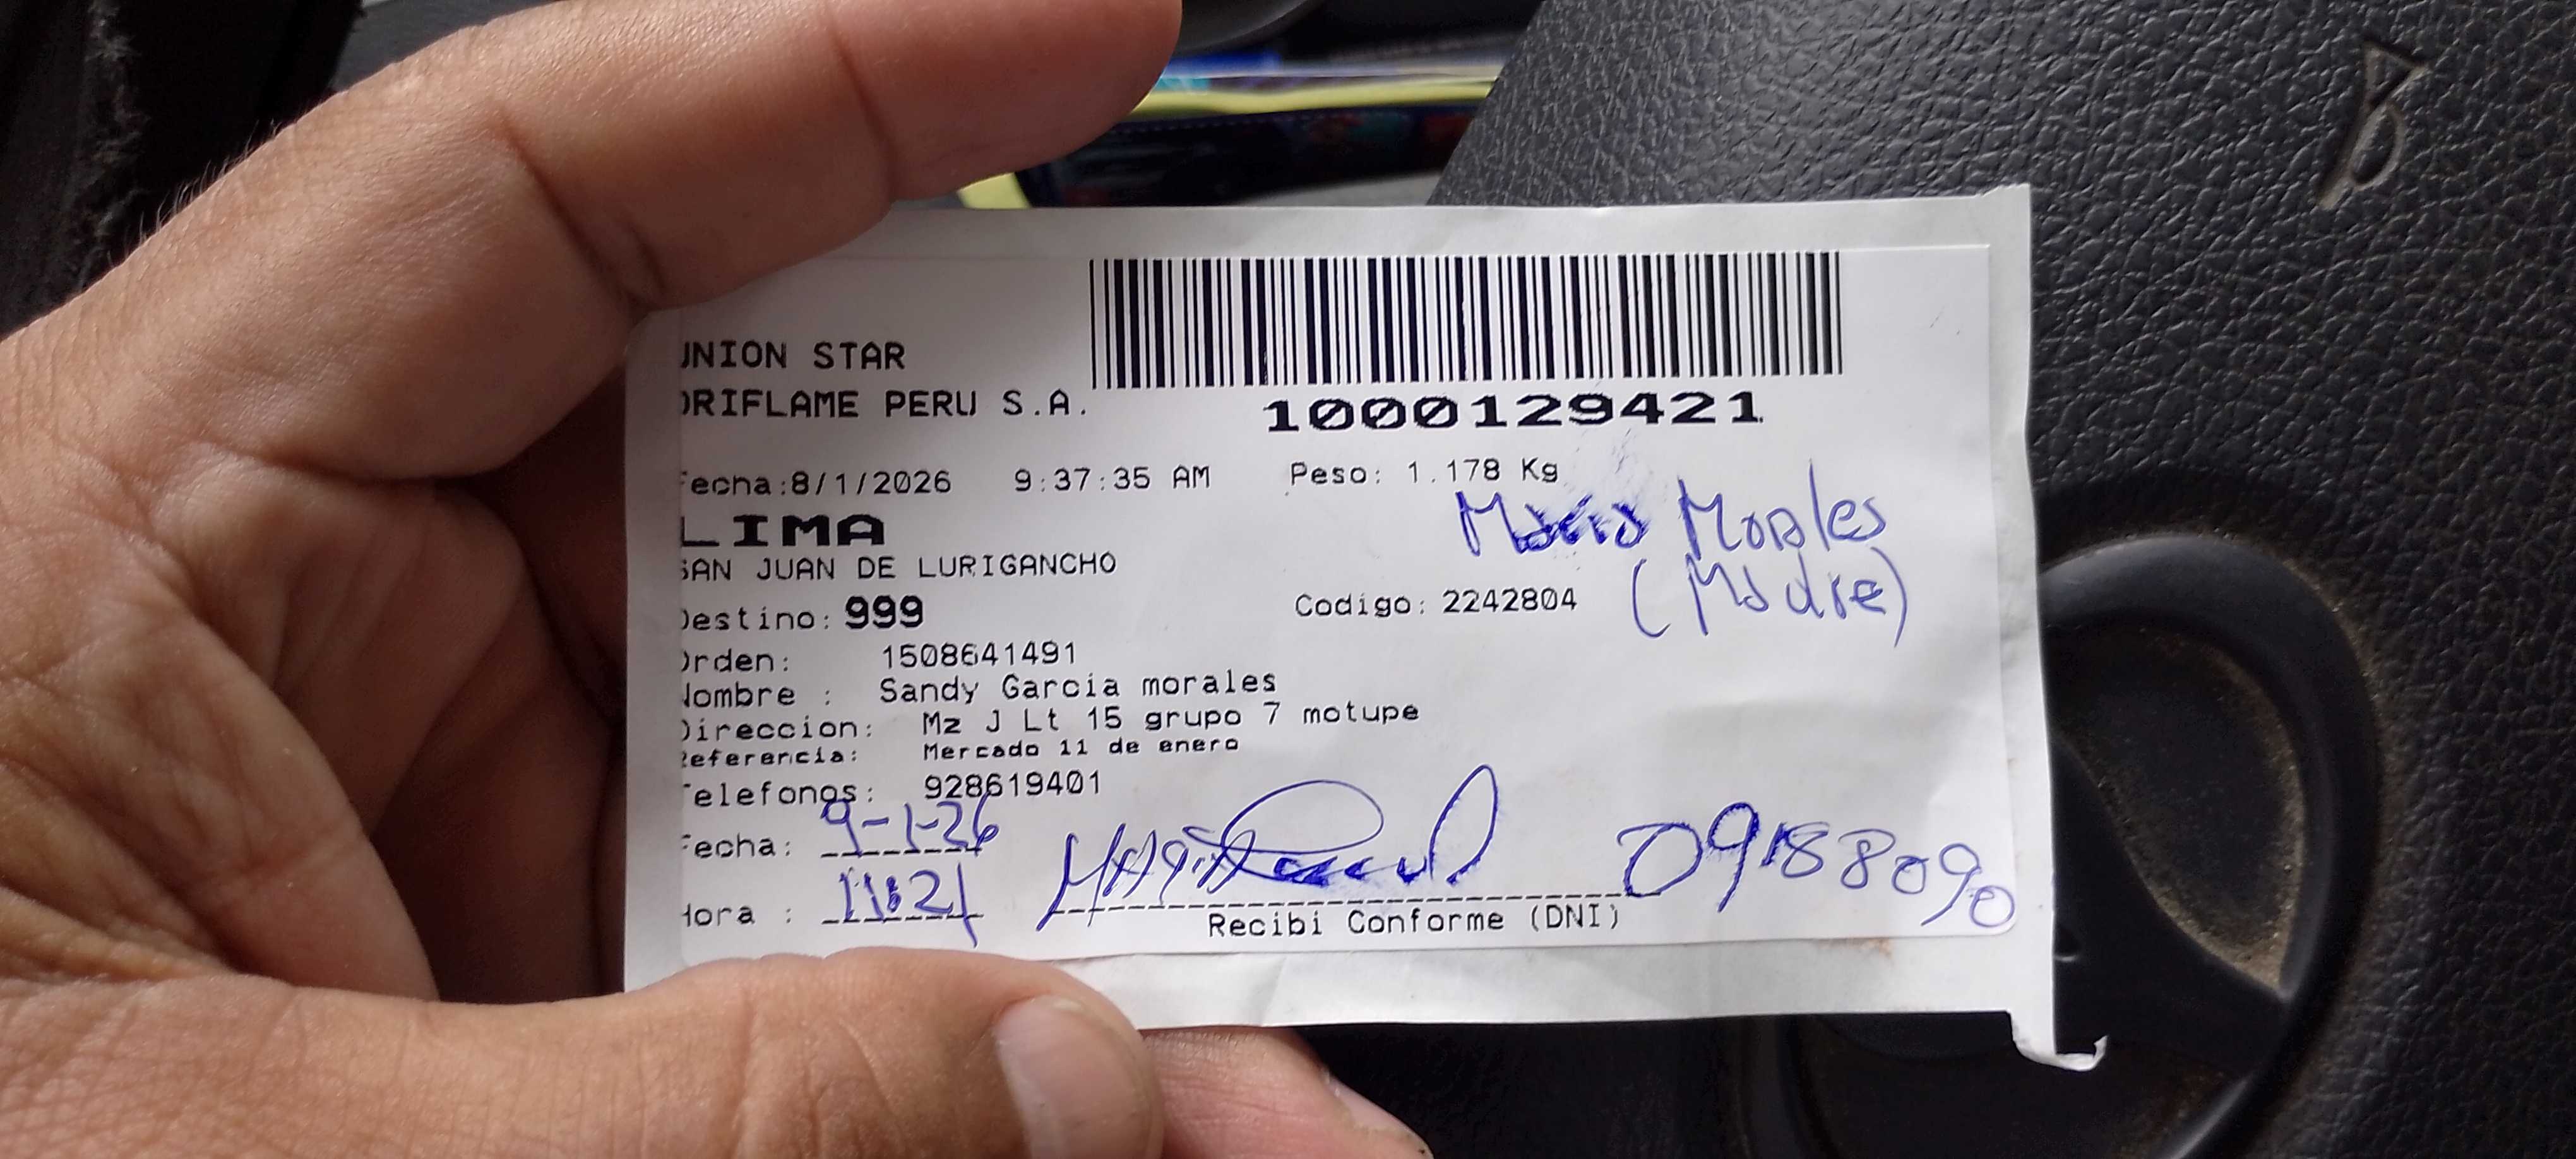 UNION STAR
ORIFLAME PERU S.A.
1000129421
Fecha:8/1/2026 9:37:35 AM Peso: 1.178 Kg
LIMA
Maria Morales
SAN JUAN DE LURIGANCHO
(Madre)
Destino: 999 Codigo: 2242804
Orden: 1508641491
Nombre : Sandy Garcia morales
Direccion: Mz J Lt 15 grupo 7 motupe
Referencia: Mercado 11 de enero
Telefonos: 928619401
Fecha: 9-1-26
09188090
Hora : 11:21
Recibi Conforme (DNI)